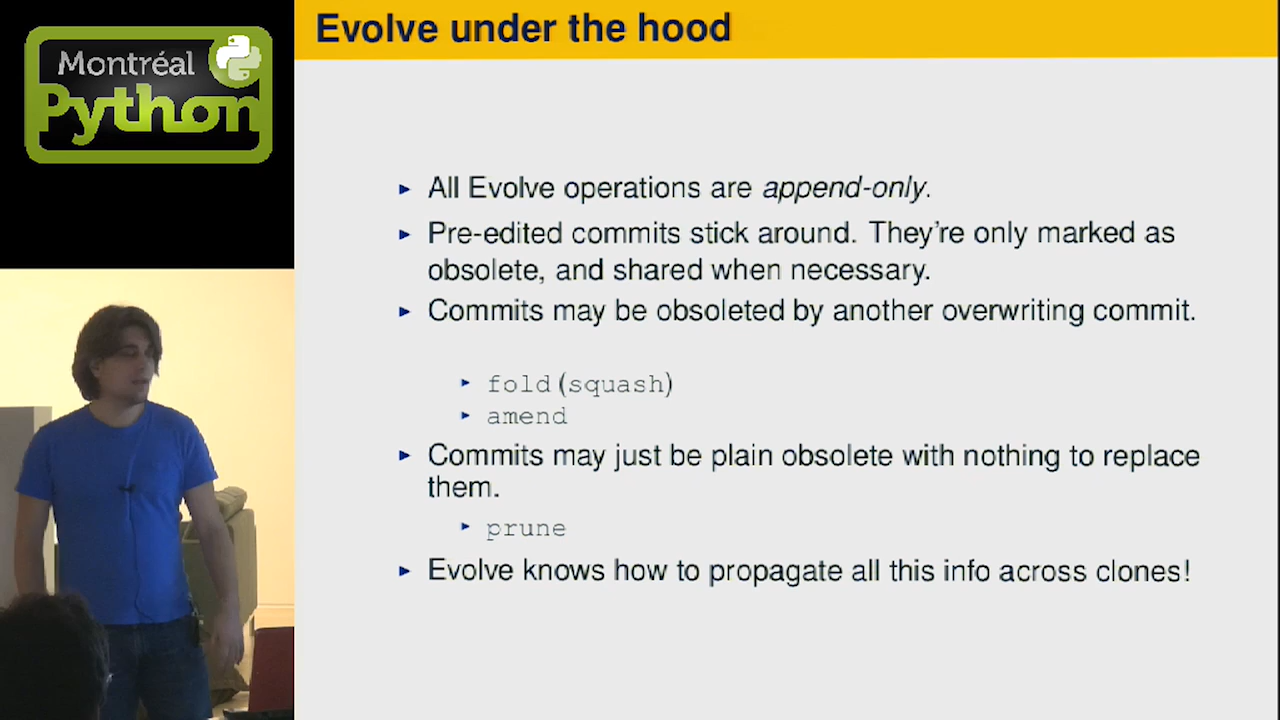 Montréal
Python
Evolve under the hood
▸ All Evolve operations are append-only.
▸ Pre-edited commits stick around. They're only marked as
obsolete, and shared when necessary.
▸ Commits may be obsoleted by another overwriting commit.
▸ fold (squash)
▸ amend
▸ Commits may just be plain obsolete with nothing to replace
them.
▸ prune
▸ Evolve knows how to propagate all this info across clones!